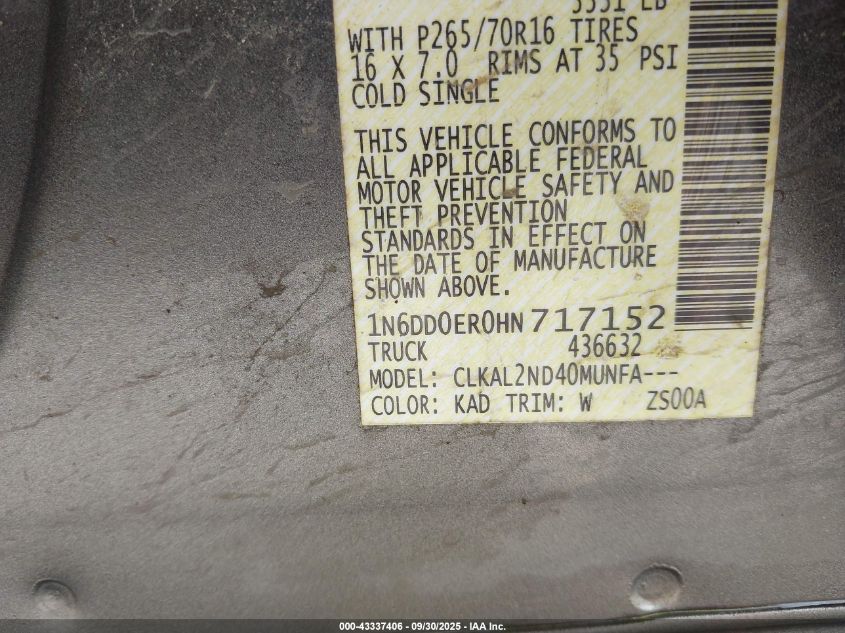 3551 LB
WITH P265/70R16 TIRES
16 X 7.0 RIMS AT 35 PSI
COLD SINGLE
THIS VEHICLE CONFORMS TO
ALL APPLICABLE FEDERAL
MOTOR VEHICLE SAFETY AND
THEFT PREVENTION
STANDARDS IN EFFECT ON
THE DATE OF MANUFACTURE
SHOWN ABOVE.
1N6DD0ER0HN717152
TRUCK 436632
MODEL: CLKAL2ND40MUNFA---
COLOR: KAD TRIM: W ZS00A
000-43337406 - 09/30/2025 - IAA Inc.